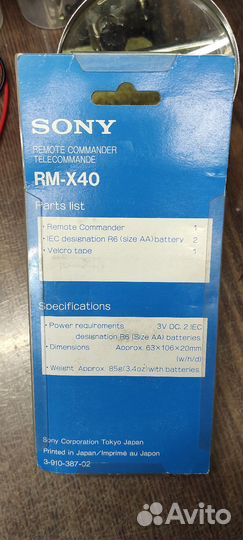 SONY
REMOTE COMMANDER
TELECOMMANDE
RM-X40
Parts list
• Remote Commander 1
• IEC designation R6 (size AA) battery 2
• Velcro tape 1
Specifications
• Power requirements 3V DC, 2 IEC
designation R6 (Size AA) batteries
• Dimensions Approx. 63×106×20mm
(w/h/d)
• Weight Approx. 85g (3.4oz) with batteries
Sony Corporation Tokyo Japan
Printed in Japan/Imprimé au Japon
3-910-387-02
Avito